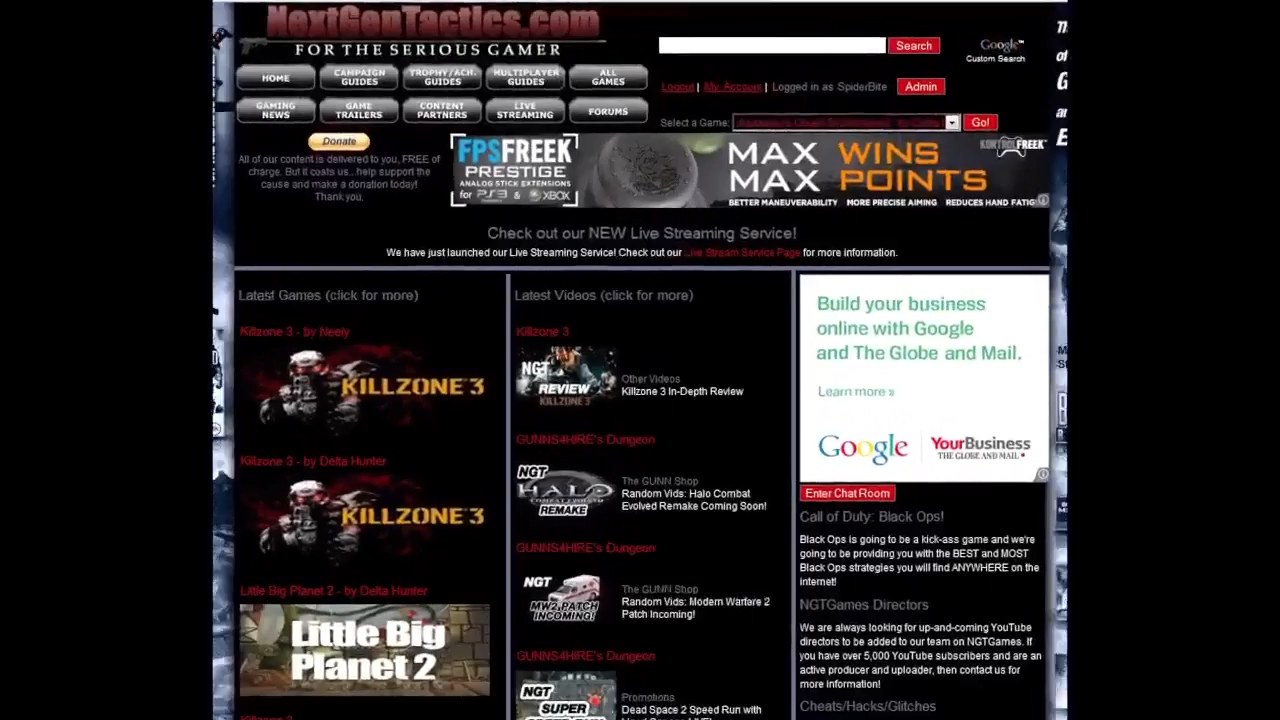 NextGenTactics.com
FOR THE SERIOUS GAMER
Search
Google™
Custom Search
HOME
CAMPAIGN
GUIDES
TROPHY/ACH.
GUIDES
MULTIPLAYER
GUIDES
ALL
GAMES
Logout | My Account | Logged in as SpiderBite
Admin
GAMING
NEWS
GAME
TRAILERS
CONTENT
PARTNERS
LIVE
STREAMING
FORUMS
Select a Game:
Go!
Donate
All of our content is delivered to you, FREE of
charge. But it costs us...help support the
cause and make a donation today!
Thank you.
FPSFREEK
PRESTIGE
ANALOG STICK EXTENSIONS
for PS3 & XBOX
MAX WINS
MAX POINTS
BETTER MANEUVERABILITY MORE PRECISE AIMING REDUCES HAND FATIG
KONTROLFREEK
Check out our NEW Live Streaming Service!
We have just launched our Live Streaming Service! Check out our Live Stream Service Page for more information.
Latest Games (click for more)
Killzone 3 - by Neely
KILLZONE 3
Killzone 3 - by Delta Hunter
KILLZONE 3
Little Big Planet 2 - by Delta Hunter
Little Big
Planet 2
Killzone 3
Latest Videos (click for more)
Killzone 3
NGT
REVIEW
KILLZONE 3
Other Videos
Killzone 3 In-Depth Review
GUNNS4HIRE's Dungeon
NGT
HALO
COMBAT EVOLVED
REMAKE
The GUNN Shop
Random Vids: Halo Combat
Evolved Remake Coming Soon!
GUNNS4HIRE's Dungeon
NGT
MW2 PATCH
INCOMING!
The GUNN Shop
Random Vids: Modern Warfare 2
Patch Incoming!
GUNNS4HIRE's Dungeon
NGT
SUPER
Promotions
Dead Space 2 Speed Run with
Build your business
online with Google
and The Globe and Mail.
Learn more »
Google
YourBusiness
THE GLOBE AND MAIL
Enter Chat Room
Call of Duty: Black Ops!
Black Ops is going to be a kick-ass game and we're
going to be providing you with the BEST and MOST
Black Ops strategies you will find ANYWHERE on the
internet!
NGTGames Directors
We are always looking for up-and-coming YouTube
directors to be added to our team on NGTGames. If
you have over 5,000 YouTube subscribers and are an
active producer and uploader, then contact us for
more information!
Cheats/Hacks/Glitches